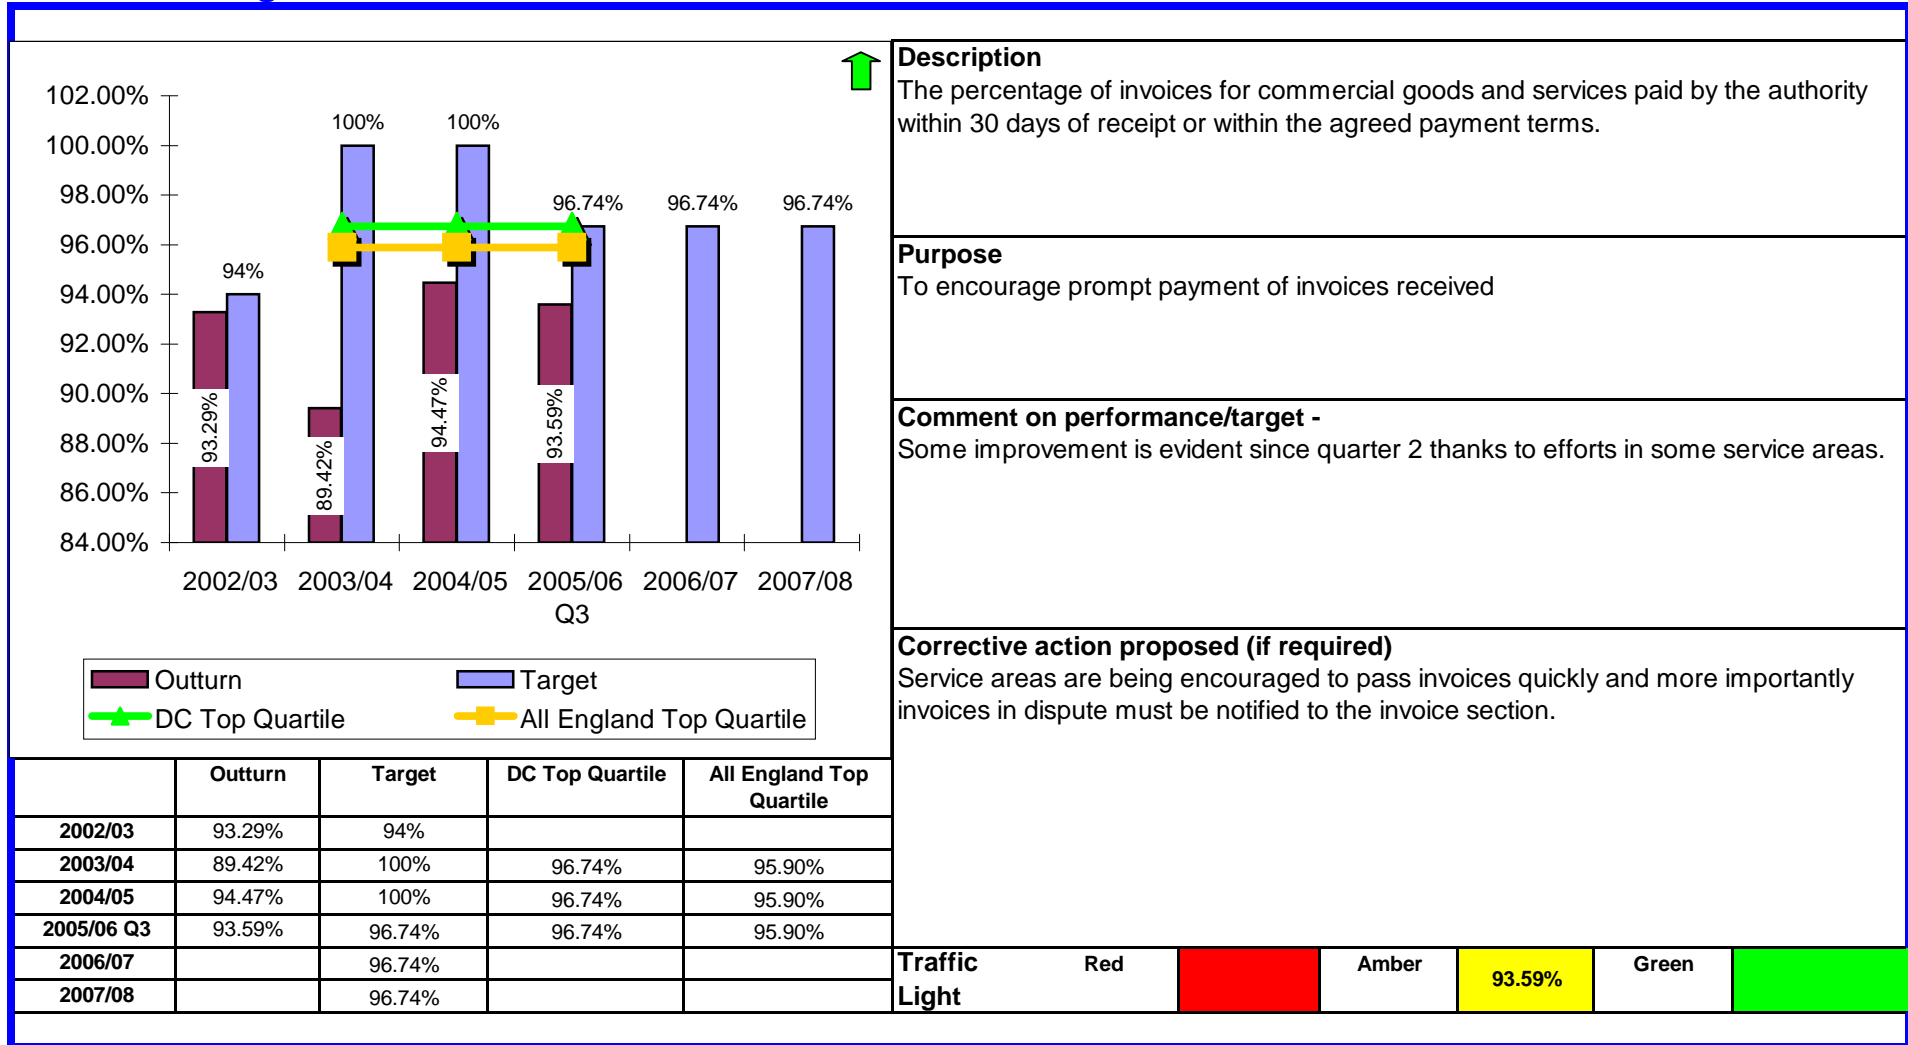 102.00%
100.00%
98.00%
96.00%
94.00%
92.00%
90.00%
88.00%
86.00%
84.00%
94%
100%
100%
96.74%
96.74%
96.74%
93.29%
89.42%
94.47%
93.59%
2002/03 2003/04 2004/05 2005/06 2006/07 2007/08
Q3
Outturn Target
DC Top Quartile All England Top Quartile
Outturn Target DC Top Quartile All England Top
Quartile
2002/03 93.29% 94%
2003/04 89.42% 100% 96.74% 95.90%
2004/05 94.47% 100% 96.74% 95.90%
2005/06 Q3 93.59% 96.74% 96.74% 95.90%
2006/07 96.74%
2007/08 96.74%
Description
The percentage of invoices for commercial goods and services paid by the authority
within 30 days of receipt or within the agreed payment terms.
Purpose
To encourage prompt payment of invoices received
Comment on performance/target -
Some improvement is evident since quarter 2 thanks to efforts in some service areas.
Corrective action proposed (if required)
Service areas are being encouraged to pass invoices quickly and more importantly
invoices in dispute must be notified to the invoice section.
Traffic Red Amber 93.59% Green
Light